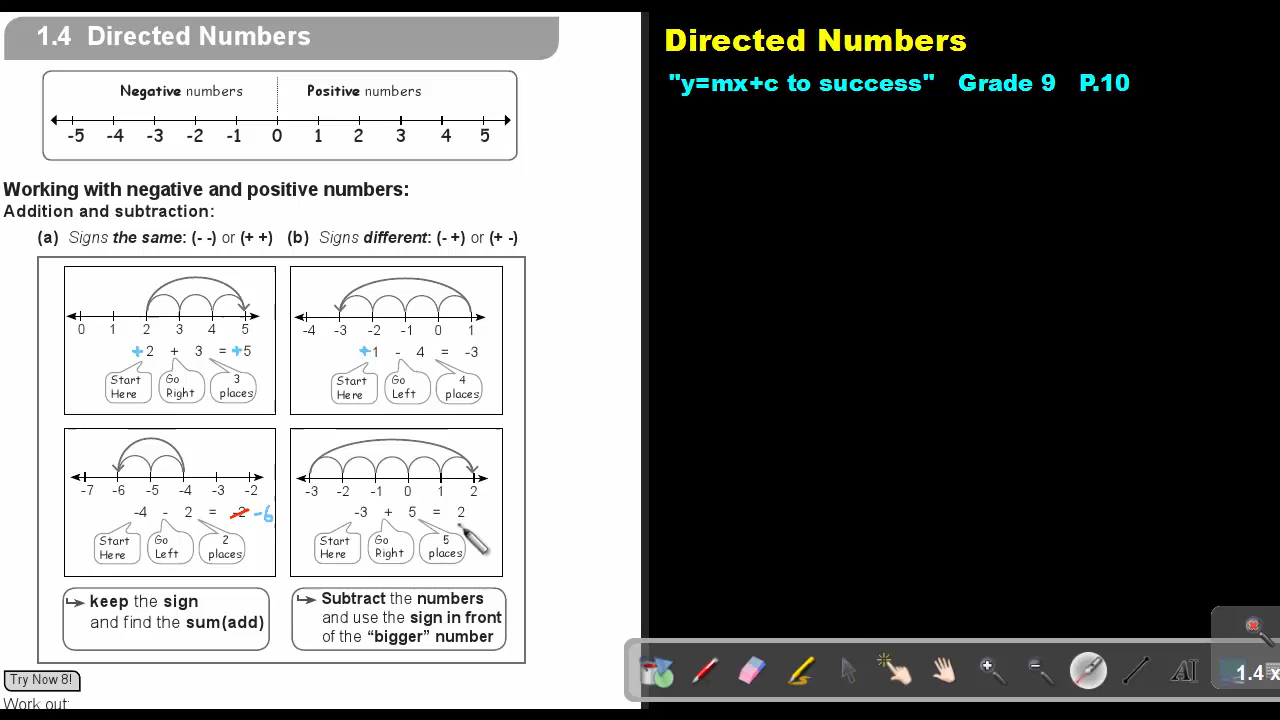 1.4 Directed Numbers
Negative numbers Positive numbers
-5 -4 -3 -2 -1 0 1 2 3 4 5
Working with negative and positive numbers:
Addition and subtraction:
(a) Signs the same: (- -) or (+ +) (b) Signs different: (- +) or (+ -)
0 1 2 3 4 5
+2 + 3 = +5
Start Here
Go Right
3 places
-4 -3 -2 -1 0 1
+1 - 4 = -3
Start Here
Go Left
4 places
-7 -6 -5 -4 -3 -2
-4 - 2 = -2 -6
Start Here
Go Left
2 places
-3 -2 -1 0 1 2
-3 + 5 = 2
Start Here
Go Right
5 places
↳ keep the sign
and find the sum(add)
↳ Subtract the numbers
and use the sign in front
of the “bigger” number
Try Now 8!
Work out:
Directed Numbers
"y=mx+c to success" Grade 9 P.10
AI
1.4 x